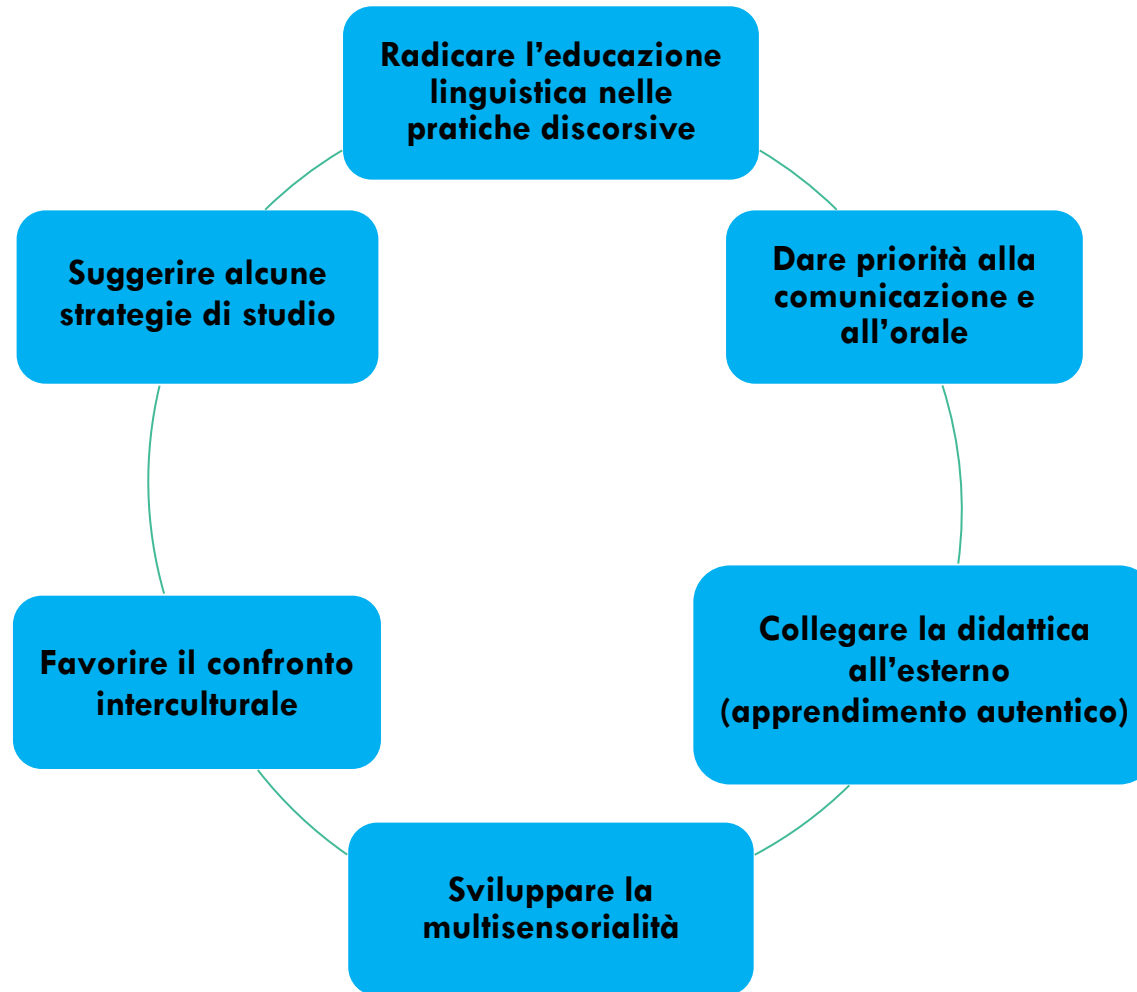 Radicare l’educazione
linguistica nelle
pratiche discorsive
Dare priorità alla
comunicazione e
all’orale
Collegare la didattica
all’esterno
(apprendimento autentico)
Sviluppare la
multisensorialità
Favorire il confronto
interculturale
Suggerire alcune
strategie di studio